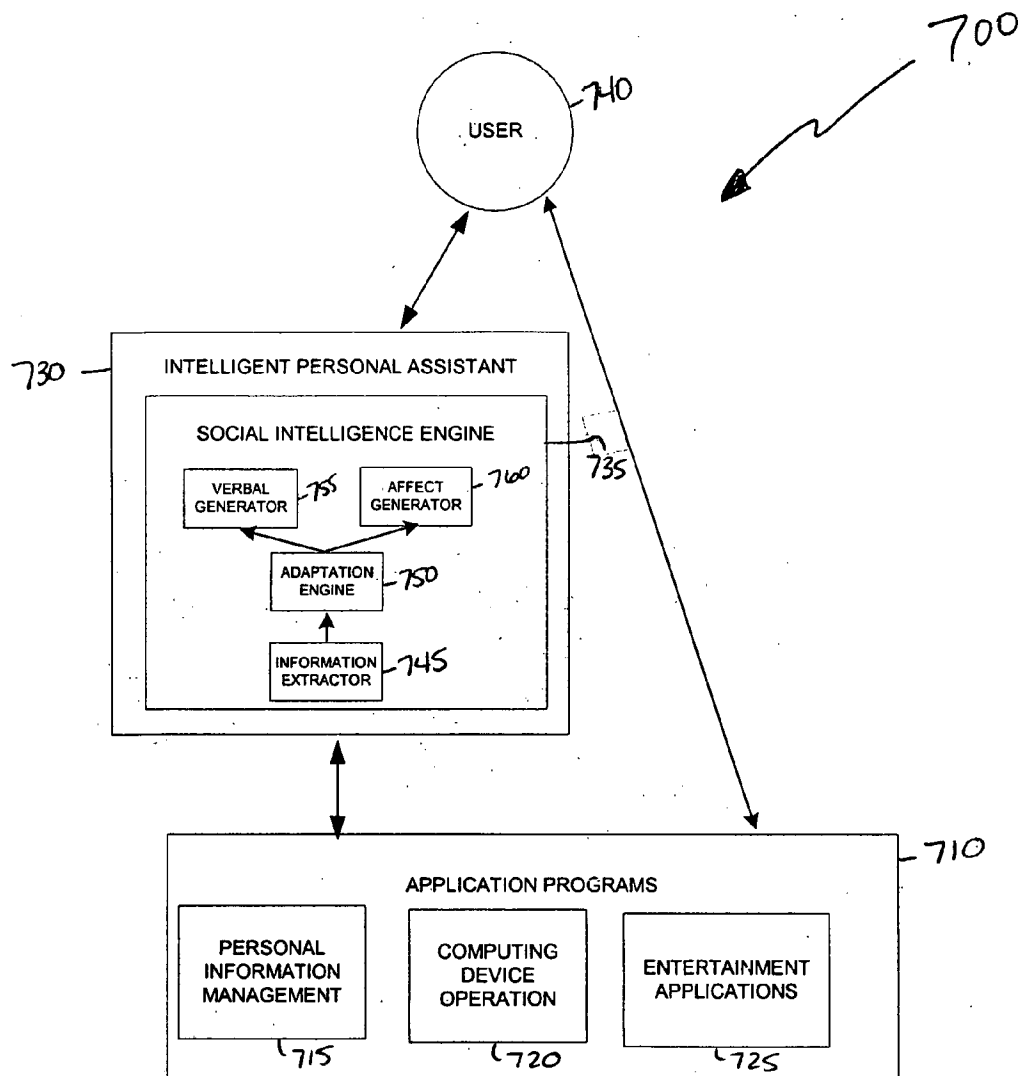 700
740
USER
730
INTELLIGENT PERSONAL ASSISTANT
SOCIAL INTELLIGENCE ENGINE
735
VERBAL
GENERATOR
755
AFFECT
GENERATOR
760
ADAPTATION
ENGINE
750
INFORMATION
EXTRACTOR
745
710
APPLICATION PROGRAMS
PERSONAL
INFORMATION
MANAGEMENT
COMPUTING
DEVICE
OPERATION
ENTERTAINMENT
APPLICATIONS
715
720
725